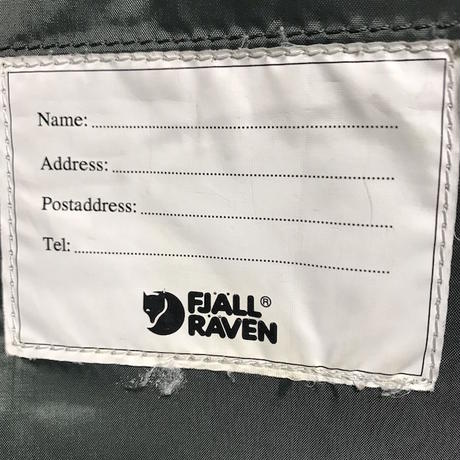 Name:
Address:
Postaddress:
Tel:
FJÄLL®
RÄVEN